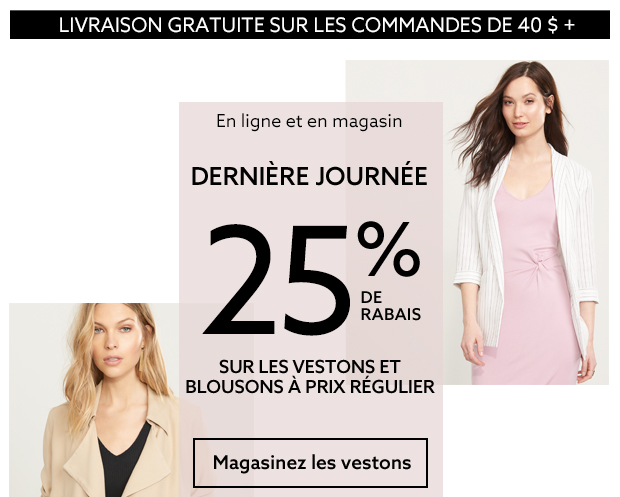 LIVRAISON GRATUITE SUR LES COMMANDES DE 40 $ +
En ligne et en magasin
DERNIÈRE JOURNÉE
25%
DE
RABAIS
SUR LES VESTONS ET
BLOUSONS À PRIX RÉGULIER
Magasinez les vestons